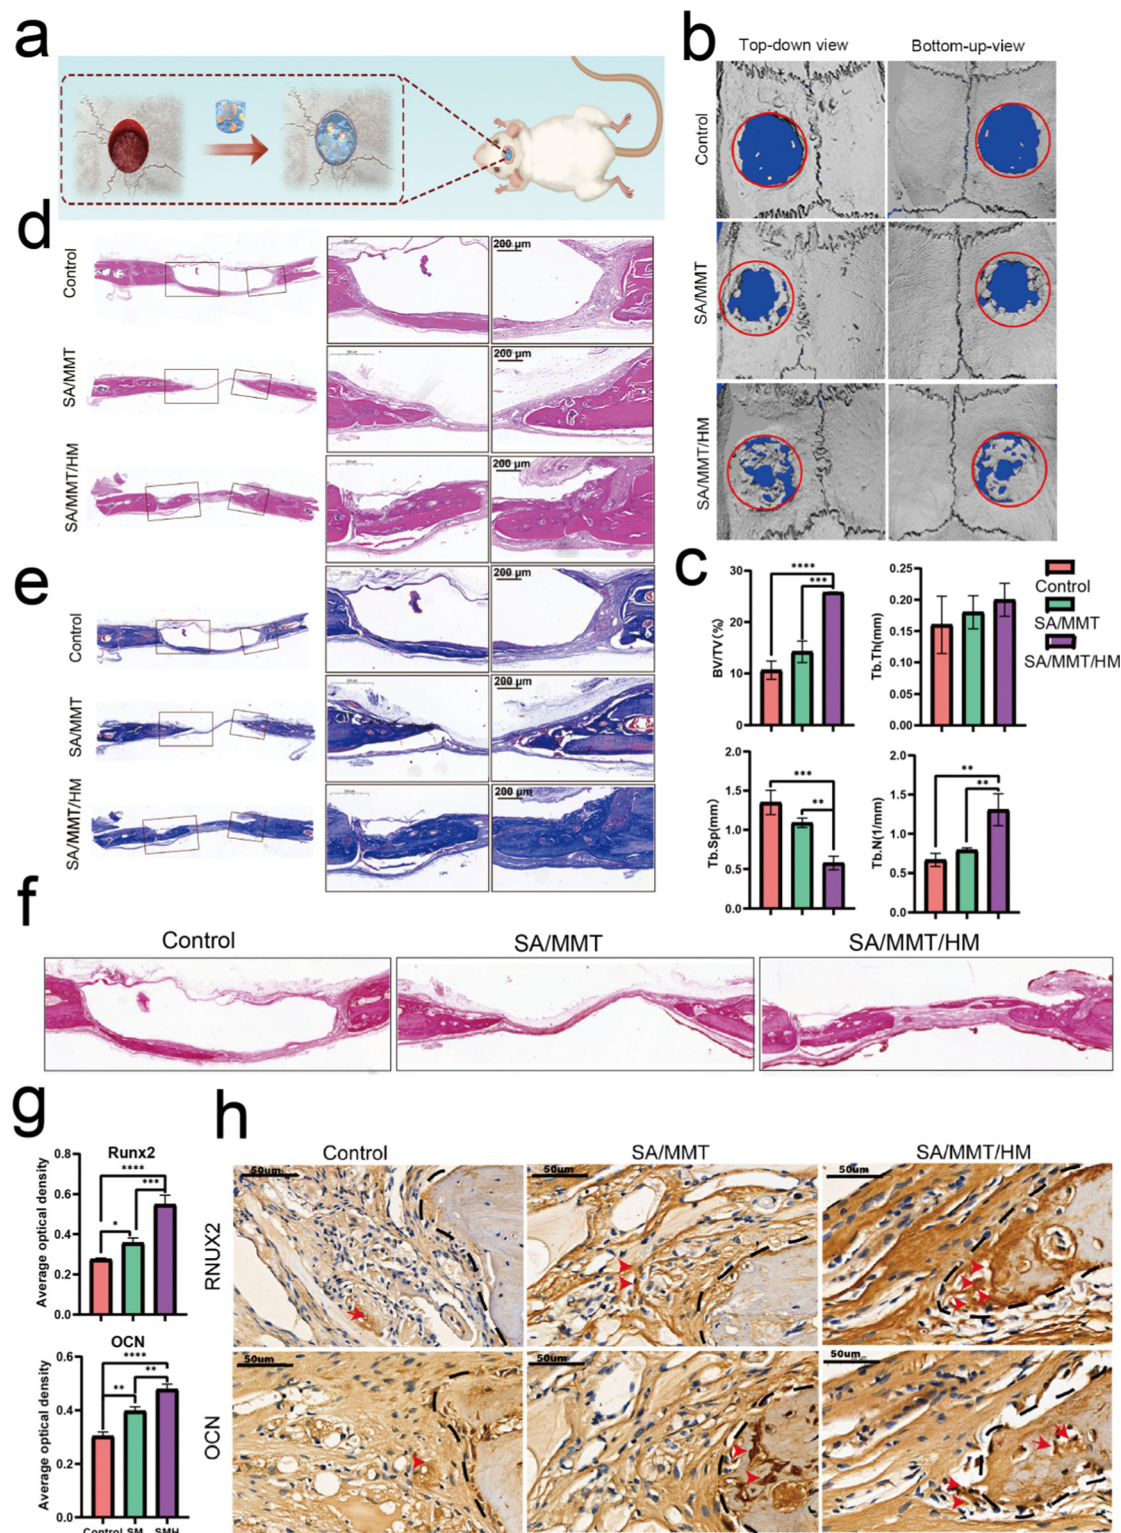 a
b
Top-down view
Bottom-up-view
Control
SA/MMT
SA/MMT/HM
d
Control
200 µm
SA/MMT
200 µm
SA/MMT/HM
200 µm
e
Control
200 µm
SA/MMT
200 µm
SA/MMT/HM
200 µm
c
BV/TV(%)
30
20
10
0
****
***
Tb.Th(mm)
0.25
0.20
0.15
0.10
0.05
0.00
Control
SA/MMT
SA/MMT/HM
Tb.Sp(mm)
2.0
1.5
1.0
0.5
0.0
***
**
Tb.N(1/mm)
2.0
1.5
1.0
0.5
0.0
**
**
f
Control
SA/MMT
SA/MMT/HM
g
Runx2
Average optical density
0.8
0.6
0.4
0.2
0.0
****
***
*
OCN
Average optical density
0.6
0.4
0.2
0.0
****
**
**
Control SM SMH
h
Control
SA/MMT
SA/MMT/HM
RNUX2
50um
50um
50um
OCN
50um
50um
50um